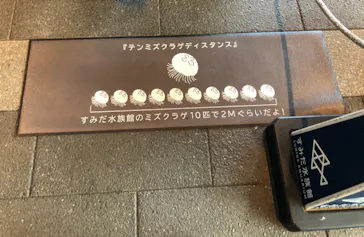 『テンミズクラゲディスタンス』
すみだ水族館のミズクラゲ10匹で2Mぐらいだよ!
すみだ水族館